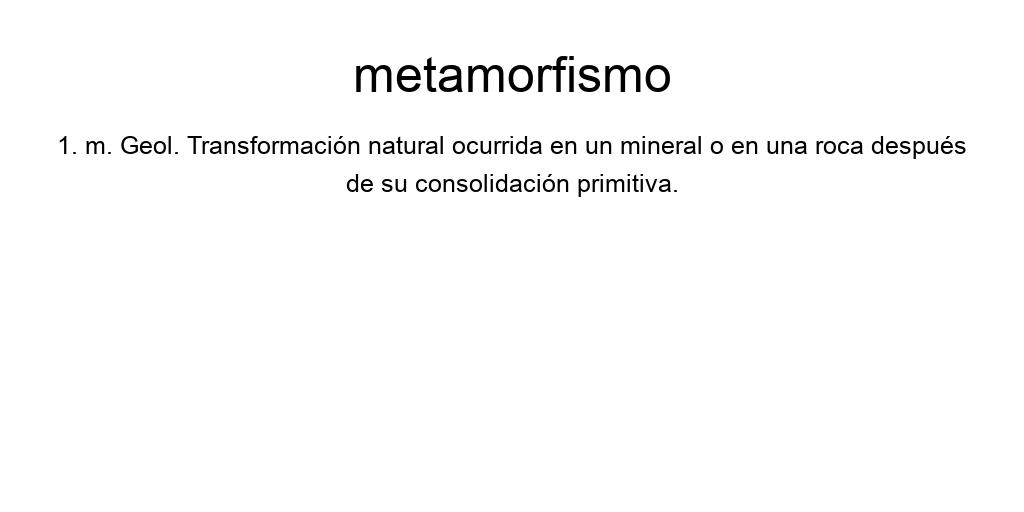 metamorfismo
1. m. Geol. Transformación natural ocurrida en un mineral o en una roca después
de su consolidación primitiva.